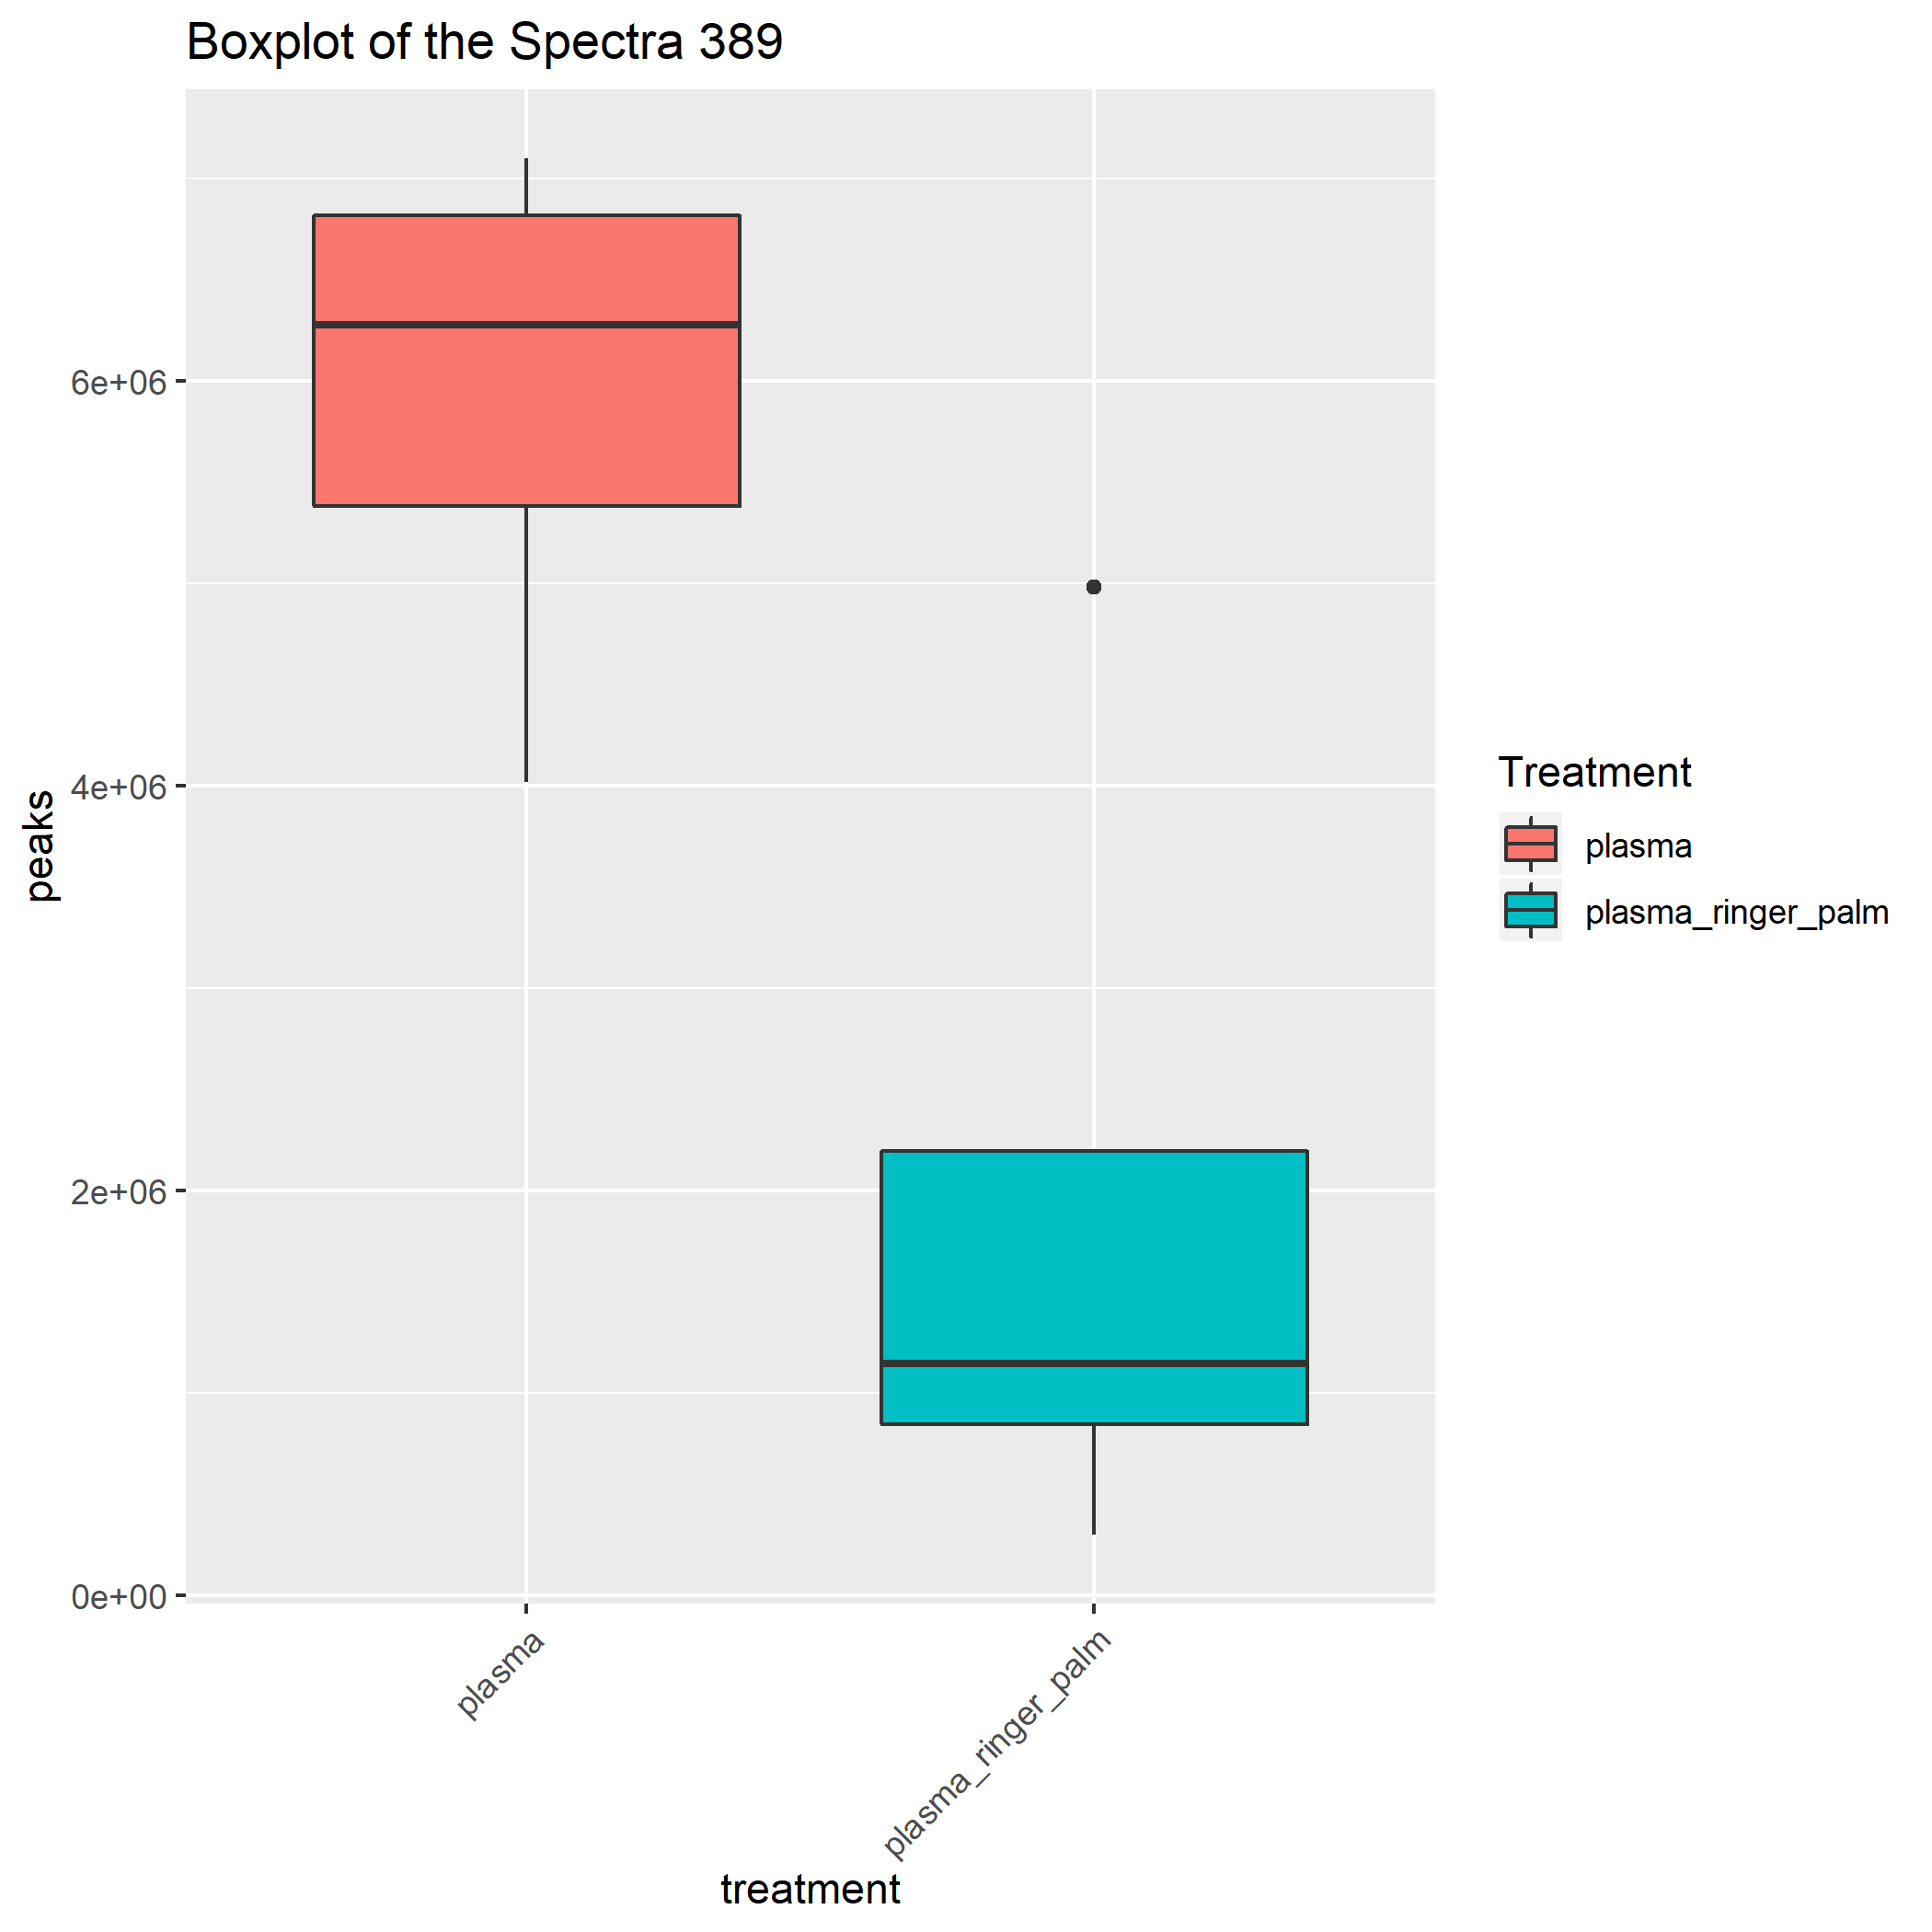 Boxplot of the Spectra 389
peaks
6e+06
4e+06
2e+06
0e+00
plasma
plasma_ringer_palm
treatment
Treatment
plasma
plasma_ringer_palm